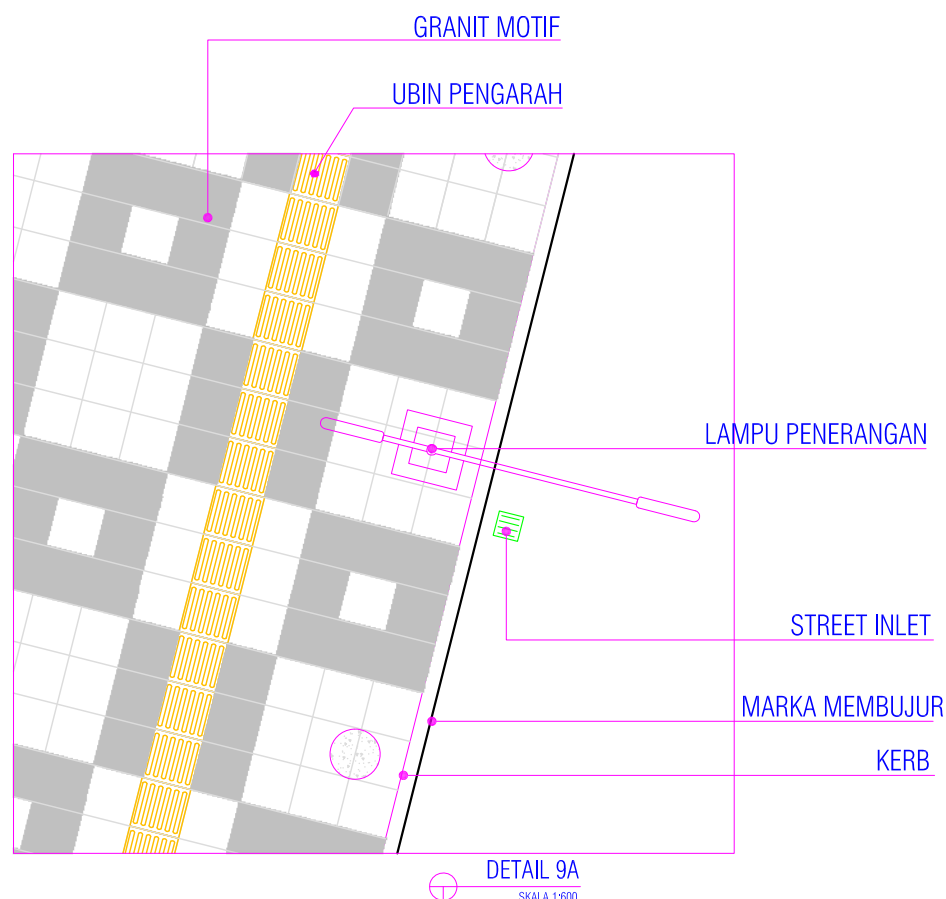 GRANIT MOTIF
UBIN PENGARAH
LAMPU PENERANGAN
STREET INLET
MARKA MEMBUJUR
KERB
DETAIL 9A
SKALA 1:600